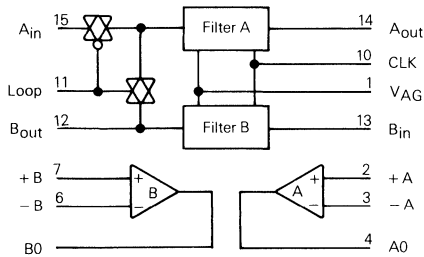 A_in 15 Filter A 14 A_out
10 CLK
Loop 11 1 V_AG
B_out 12 Filter B 13 B_in
+ B 7 + B A + 2 + A
− B 6 − − 3 − A
B0 4 A0